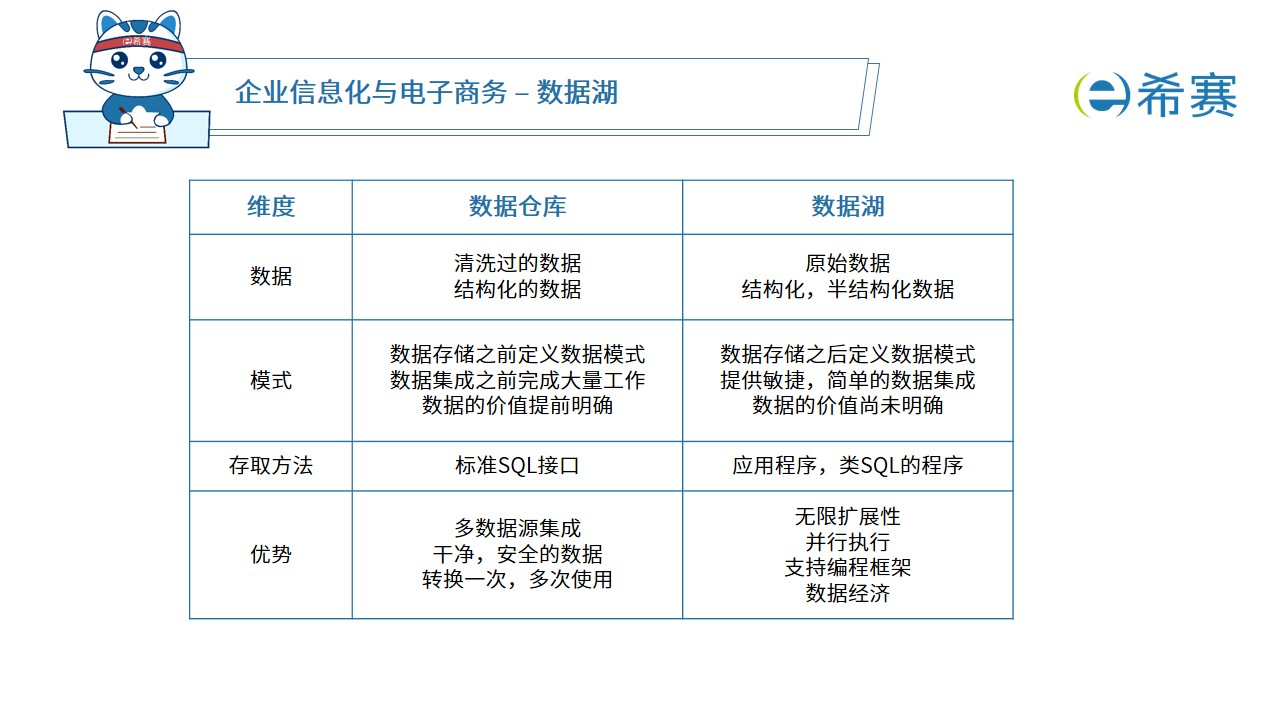 希赛
企业信息化与电子商务 – 数据湖
希赛
维度
数据仓库
数据湖
数据
清洗过的数据
结构化的数据
原始数据
结构化，半结构化数据
模式
数据存储之前定义数据模式
数据集成之前完成大量工作
数据的价值提前明确
数据存储之后定义数据模式
提供敏捷，简单的数据集成
数据的价值尚未明确
存取方法
标准SQL接口
应用程序，类SQL的程序
优势
多数据源集成
干净，安全的数据
转换一次，多次使用
无限扩展性
并行执行
支持编程框架
数据经济